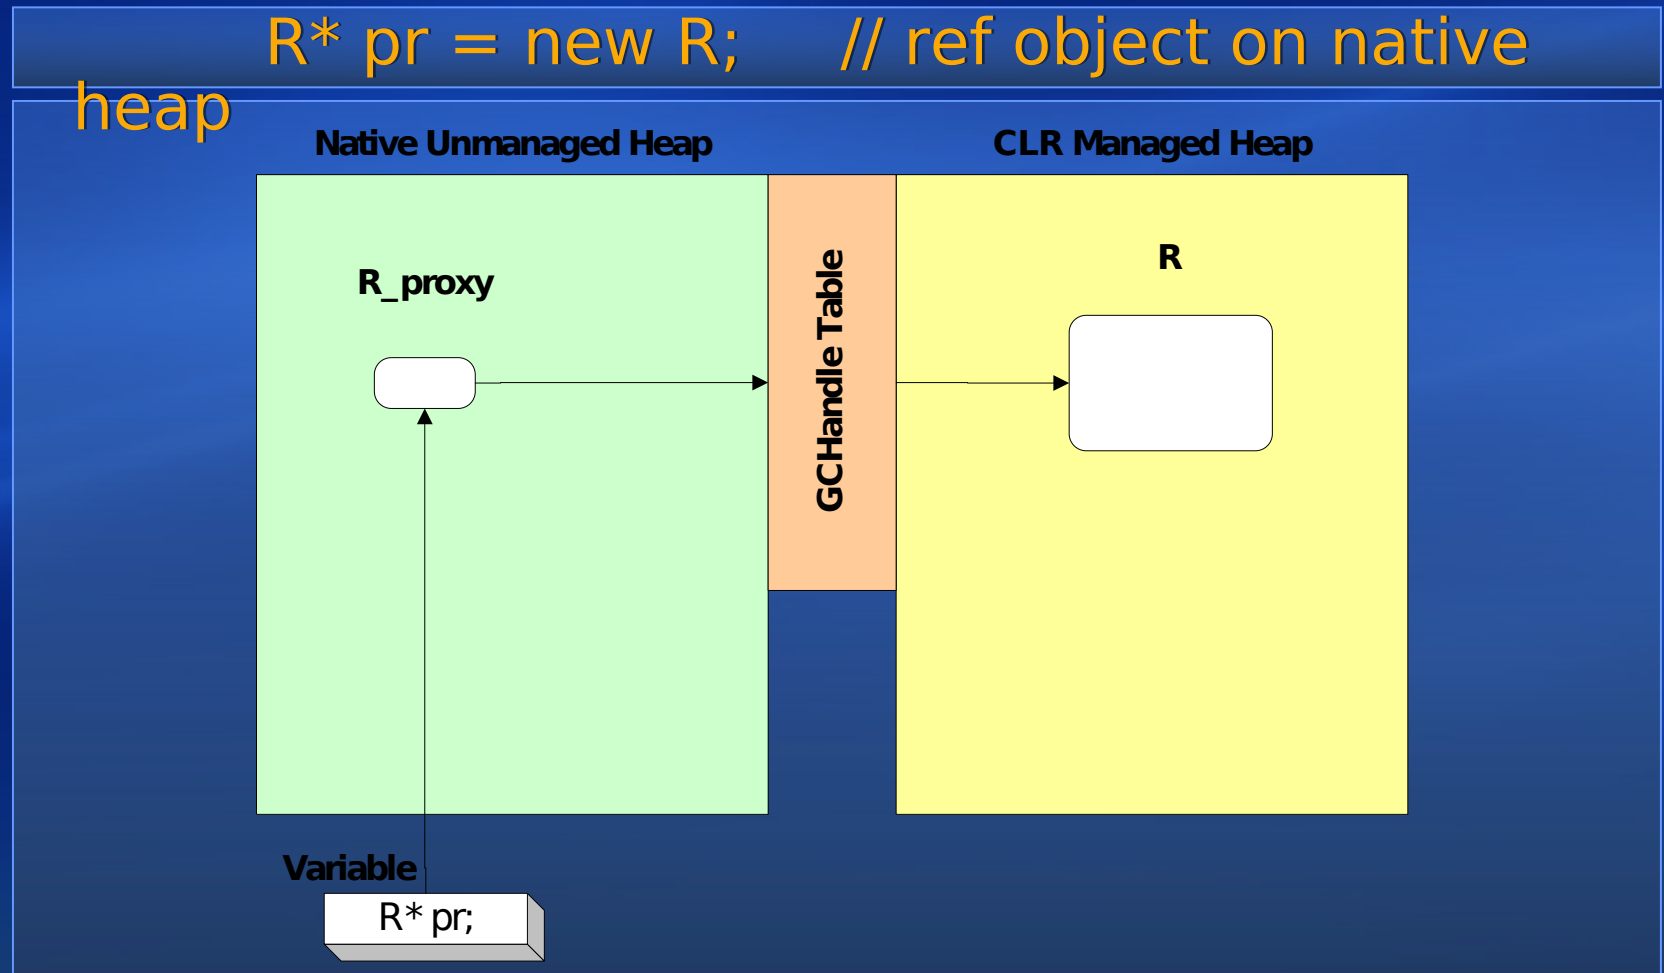 R* pr = new R; // ref object on native
heap
Native Unmanaged Heap
CLR Managed Heap
R_proxy
GCHandle Table
R
Variable
R* pr;